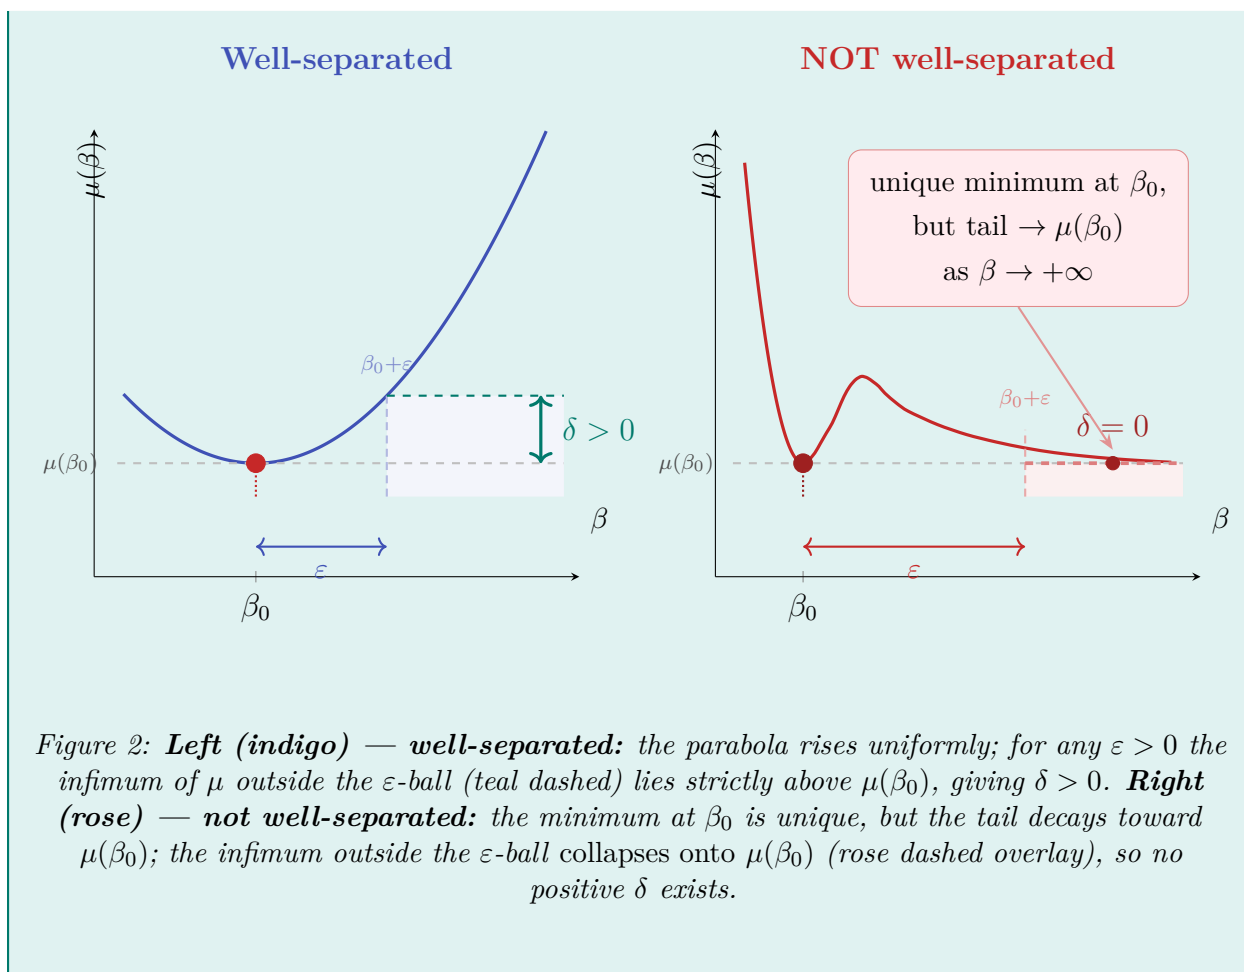 Well-separated
NOT well-separated
μ(β)
β₀+ε
δ > 0
μ(β₀)
β
ε
β₀
μ(β)
unique minimum at β₀,
but tail → μ(β₀)
as β → +∞
β₀+ε
δ = 0
μ(β₀)
β
ε
β₀
Figure 2: Left (indigo) — well-separated: the parabola rises uniformly; for any ε > 0 the
infimum of μ outside the ε-ball (teal dashed) lies strictly above μ(β₀), giving δ > 0. Right
(rose) — not well-separated: the minimum at β₀ is unique, but the tail decays toward
μ(β₀); the infimum outside the ε-ball collapses onto μ(β₀) (rose dashed overlay), so no
positive δ exists.